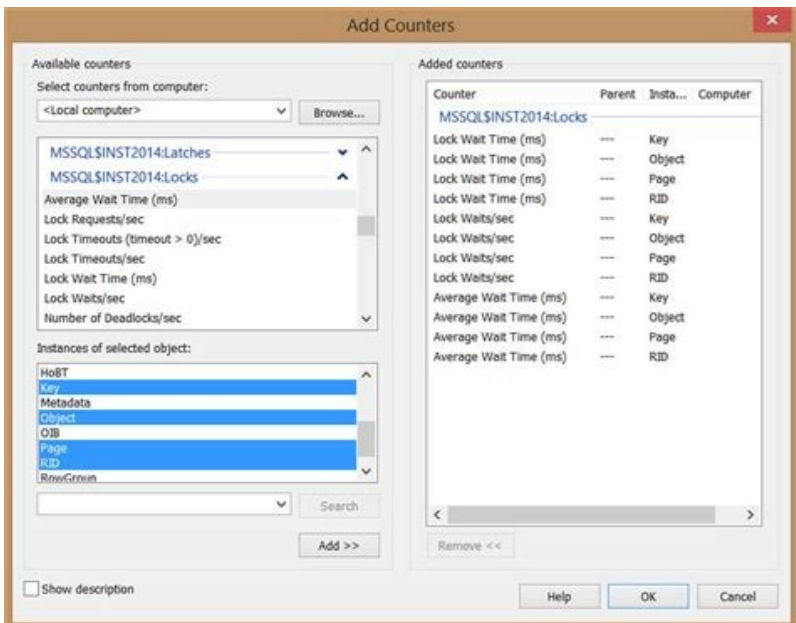 Add Counters
Available counters
Select counters from computer:
<Local computer>
Browse...
MSSQL$INST2014:Latches
MSSQL$INST2014:Locks
Average Wait Time (ms)
Lock Requests/sec
Lock Timeouts (timeout > 0)/sec
Lock Timeouts/sec
Lock Wait Time (ms)
Lock Waits/sec
Number of Deadlocks/sec
Instances of selected object:
HoBT
Key
Metadata
Object
OIB
Page
RID
RowGroup
Search
Add >>
Show description
Added counters
Counter Parent Insta... Computer
MSSQL$INST2014:Locks
Lock Wait Time (ms) --- Key
Lock Wait Time (ms) --- Object
Lock Wait Time (ms) --- Page
Lock Wait Time (ms) --- RID
Lock Waits/sec --- Key
Lock Waits/sec --- Object
Lock Waits/sec --- Page
Lock Waits/sec --- RID
Average Wait Time (ms) --- Key
Average Wait Time (ms) --- Object
Average Wait Time (ms) --- Page
Average Wait Time (ms) --- RID
Remove <<
Help
OK
Cancel